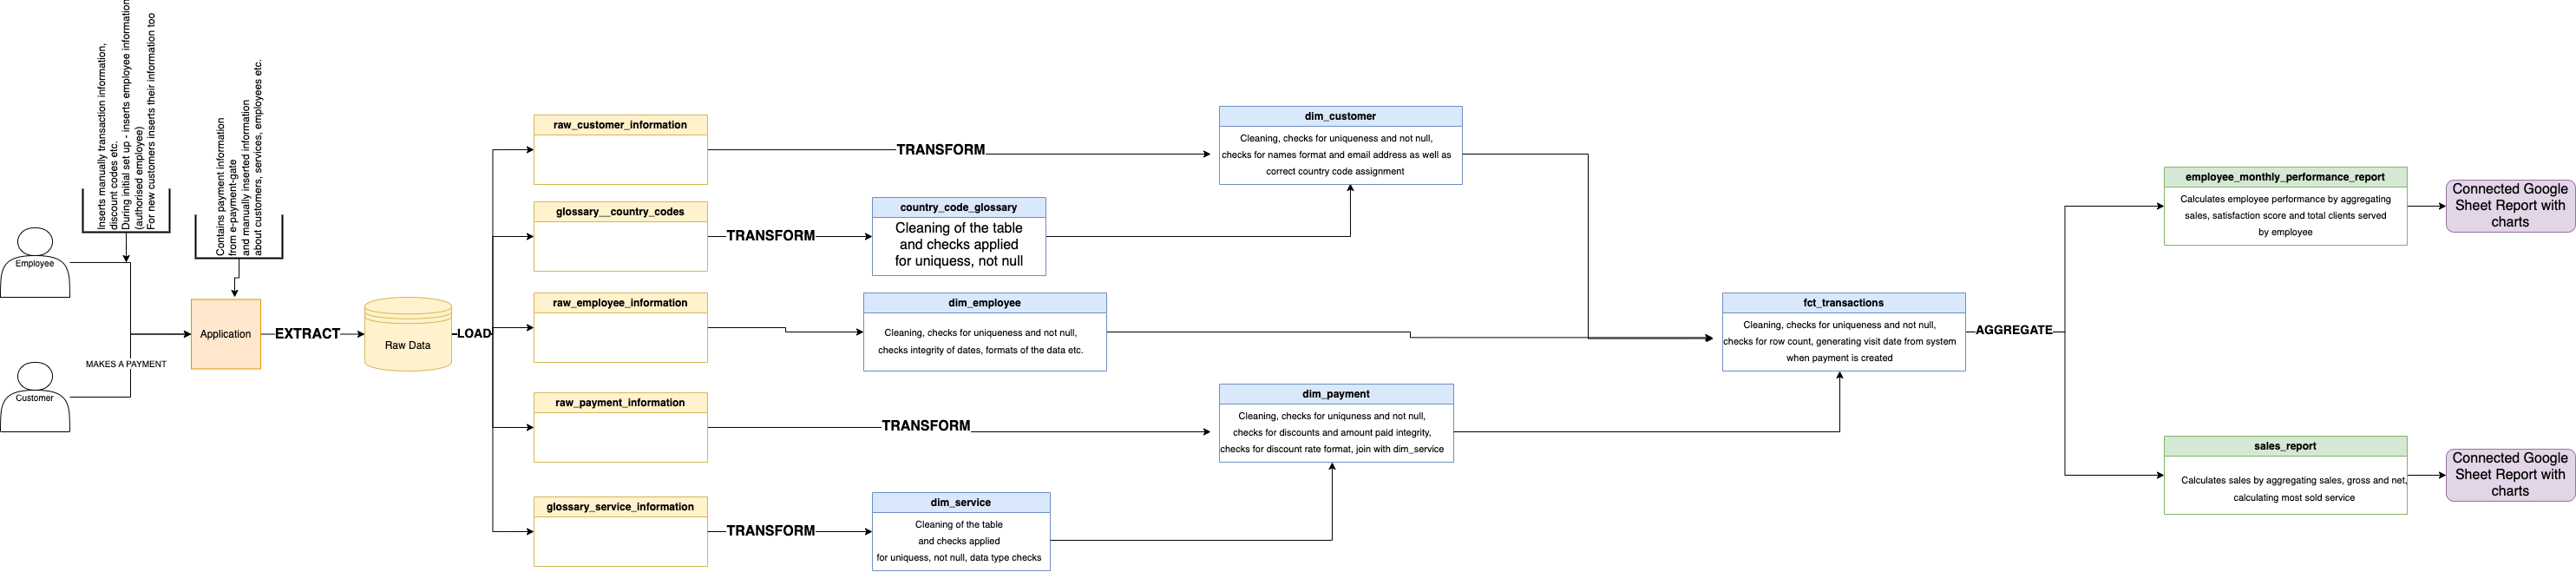 Inserts manually transaction information,
discount codes etc.
During initial set up - inserts employee information
(authorised employee)
For new customers inserts their information too
Contains payment information
from e-payment-gate
and manually inserted information
about customers, services, employees etc.
Employee
Customer
MAKES A PAYMENT
Application
EXTRACT
Raw Data
LOAD
raw_customer_information
TRANSFORM
dim_customer
Cleaning, checks for uniqueness and not null,
checks for names format and email address as well as
correct country code assignment
glossary__country_codes
TRANSFORM
country_code_glossary
Cleaning of the table
and checks applied
for uniquess, not null
raw_employee_information
dim_employee
Cleaning, checks for uniqueness and not null,
checks integrity of dates, formats of the data etc.
raw_payment_information
TRANSFORM
dim_payment
Cleaning, checks for uniquness and not null,
checks for discounts and amount paid integrity,
checks for discount rate format, join with dim_service
glossary_service_information
TRANSFORM
dim_service
Cleaning of the table
and checks applied
for uniquess, not null, data type checks
fct_transactions
Cleaning, checks for uniqueness and not null,
checks for row count, generating visit date from system
when payment is created
AGGREGATE
employee_monthly_performance_report
Calculates employee performance by aggregating
sales, satisfaction score and total clients served
by employee
Connected Google
Sheet Report with
charts
sales_report
Calculates sales by aggregating sales, gross and net,
calculating most sold service
Connected Google
Sheet Report with
charts